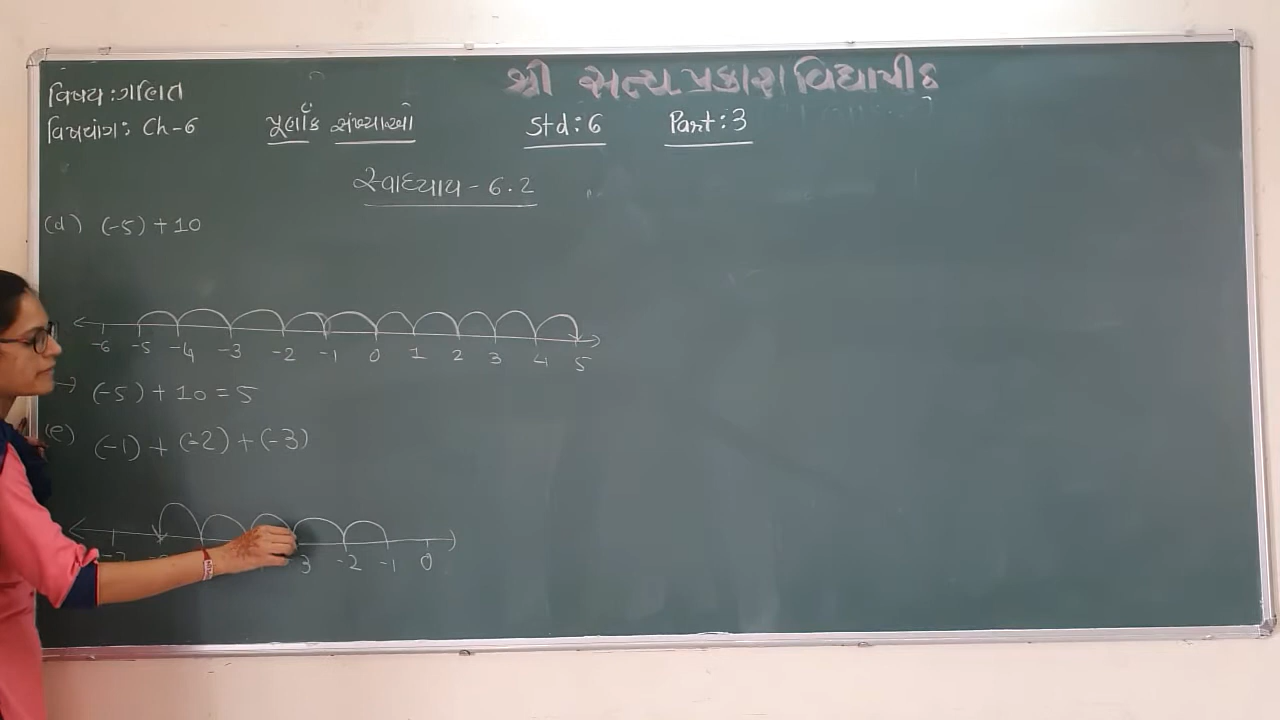 શ્રી સત્ય પ્રકાશ વિદ્યાપીઠ
વિષય : ગણિત
વિષયાંગ : Ch-6 પૂર્ણાંક સંખ્યાઓ Std : 6 Part : 3
સ્વાધ્યાય - 6.2
(d) (-5) + 10
-6 -5 -4 -3 -2 -1 0 1 2 3 4 5
→ (-5) + 10 = 5
(e) (-1) + (-2) + (-3)
3 -2 -1 0